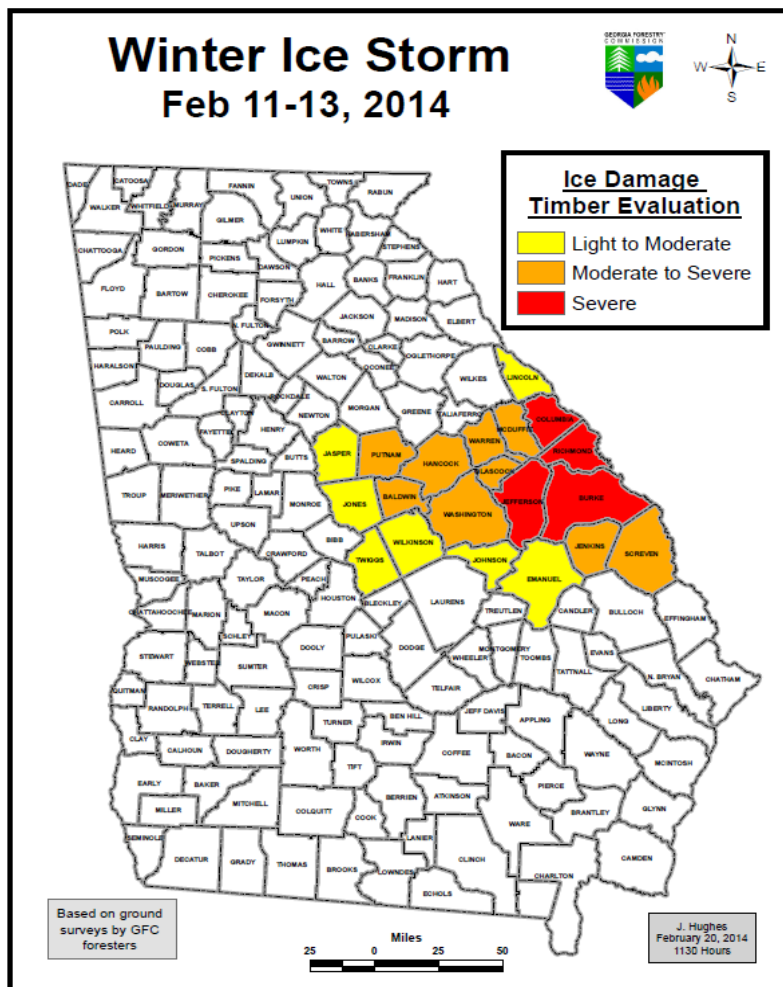 Winter Ice Storm
Feb 11-13, 2014
GEORGIA FORESTRY
COMMISSION
N
W
E
S
Ice Damage
Timber Evaluation
Light to Moderate
Moderate to Severe
Severe
DADE
CATOOSA
WALKER
WHITFIELD
MURRAY
FANNIN
UNION
TOWNS
RABUN
GILMER
WHITE
HABERSHAM
LUMPKIN
STEPHENS
CHATTOOGA
GORDON
PICKENS
DAWSON
HALL
BANKS
FRANKLIN
HART
FLOYD
BARTOW
CHEROKEE
FORSYTH
JACKSON
MADISON
ELBERT
POLK
N. FULTON
PAULDING
COBB
GWINNETT
BARROW
CLARKE
OCONEE
OGLETHORPE
HARALSON
DEKALB
WALTON
WILKES
LINCOLN
DOUGLAS
S. FULTON
CARROLL
ROCKDALE
NEWTON
MORGAN
GREENE
TALIAFERRO
COLUMBIA
CLAYTON
HENRY
MCDUFFIE
HEARD
COWETA
FAYETTE
SPALDING
BUTTS
JASPER
PUTNAM
HANCOCK
WARREN
GLASCOCK
RICHMOND
TROUP
MERIWETHER
PIKE
LAMAR
MONROE
JONES
BALDWIN
WASHINGTON
JEFFERSON
BURKE
UPSON
HARRIS
TALBOT
CRAWFORD
BIBB
TWIGGS
WILKINSON
JOHNSON
JENKINS
SCREVEN
MUSCOGEE
TAYLOR
PEACH
HOUSTON
BLECKLEY
LAURENS
EMANUEL
CHATTAHOOCHEE
MARION
MACON
TREUTLEN
CANDLER
BULLOCH
EFFINGHAM
SCHLEY
PULASKI
DOOLY
DODGE
MONTGOMERY
WHEELER
TOOMBS
EVANS
TATTNALL
STEWART
WEBSTER
SUMTER
WILCOX
TELFAIR
N. BRYAN
CHATHAM
QUITMAN
RANDOLPH
TERRELL
LEE
CRISP
BEN HILL
JEFF DAVIS
APPLING
LONG
LIBERTY
TURNER
CLAY
CALHOUN
DOUGHERTY
WORTH
IRWIN
COFFEE
BACON
WAYNE
MCINTOSH
TIFT
EARLY
BAKER
MITCHELL
BERRIEN
ATKINSON
PIERCE
MILLER
COLQUITT
COOK
WARE
BRANTLEY
GLYNN
SEMINOLE
LANIER
DECATUR
GRADY
THOMAS
BROOKS
LOWNDES
CLINCH
CHARLTON
CAMDEN
ECHOLS
Based on ground
surveys by GFC
foresters
Miles
25
0
25
50
J. Hughes
February 20, 2014
1130 Hours